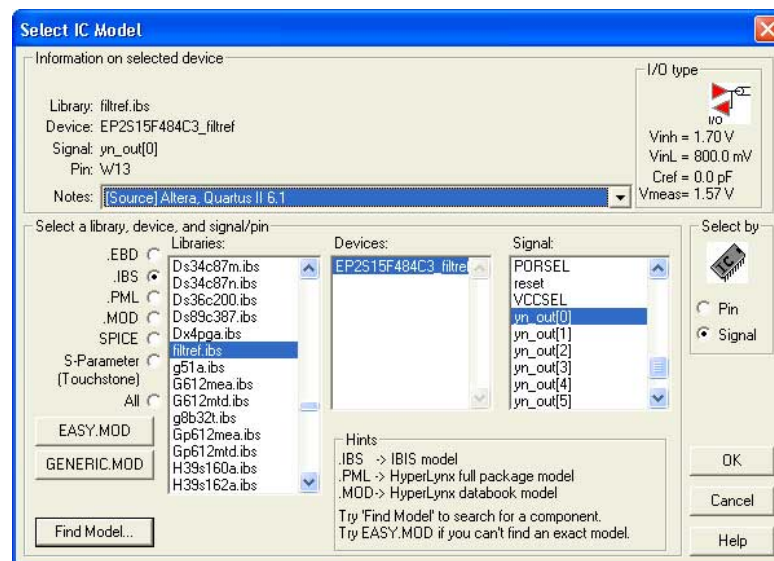 Select IC Model
Information on selected device
Library: filtref.ibs
Device: EP2S15F484C3_filtref
Signal: yn_out[0]
Pin: W13
Notes: [Source] Altera, Quartus II 6.1
I/O type
I/O
Vinh = 1.70 V
VinL = 800.0 mV
Cref = 0.0 pF
Vmeas= 1.57 V
Select a library, device, and signal/pin
.EBD
.IBS
.PML
.MOD
SPICE
S-Parameter
(Touchstone)
All
EASY.MOD
GENERIC.MOD
Find Model...
Libraries:
Ds34c87m.ibs
Ds34c87n.ibs
Ds36c200.ibs
Ds89c387.ibs
Dx4pga.ibs
filtref.ibs
g51a.ibs
G612mea.ibs
G612mtd.ibs
g8b32t.ibs
Gp612mea.ibs
Gp612mtd.ibs
H39s160a.ibs
H39s162a.ibs
Devices:
EP2S15F484C3_filtref
Signal:
PORSEL
reset
VCCSEL
yn_out[0]
yn_out[1]
yn_out[2]
yn_out[3]
yn_out[4]
yn_out[5]
Hints
.IBS -> IBIS model
.PML -> HyperLynx full package model
.MOD-> HyperLynx databook model
Try 'Find Model' to search for a component.
Try EASY.MOD if you can't find an exact model.
Select by
IC
Pin
Signal
OK
Cancel
Help